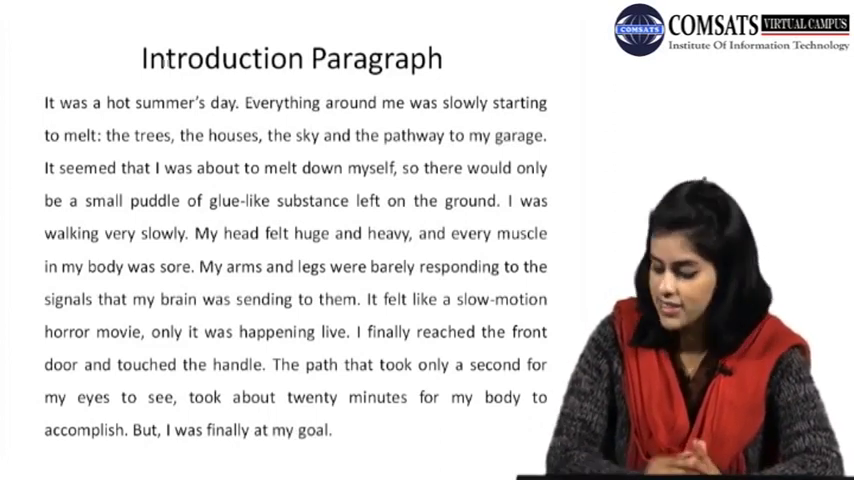 COMSATS VIRTUAL CAMPUS
COMSATS
Institute Of Information Technology
Introduction Paragraph
It was a hot summer's day. Everything around me was slowly starting
to melt: the trees, the houses, the sky and the pathway to my garage.
It seemed that I was about to melt down myself, so there would only
be a small puddle of glue-like substance left on the ground. I was
walking very slowly. My head felt huge and heavy, and every muscle
in my body was sore. My arms and legs were barely responding to the
signals that my brain was sending to them. It felt like a slow-motion
horror movie, only it was happening live. I finally reached the front
door and touched the handle. The path that took only a second for
my eyes to see, took about twenty minutes for my body to
accomplish. But, I was finally at my goal.